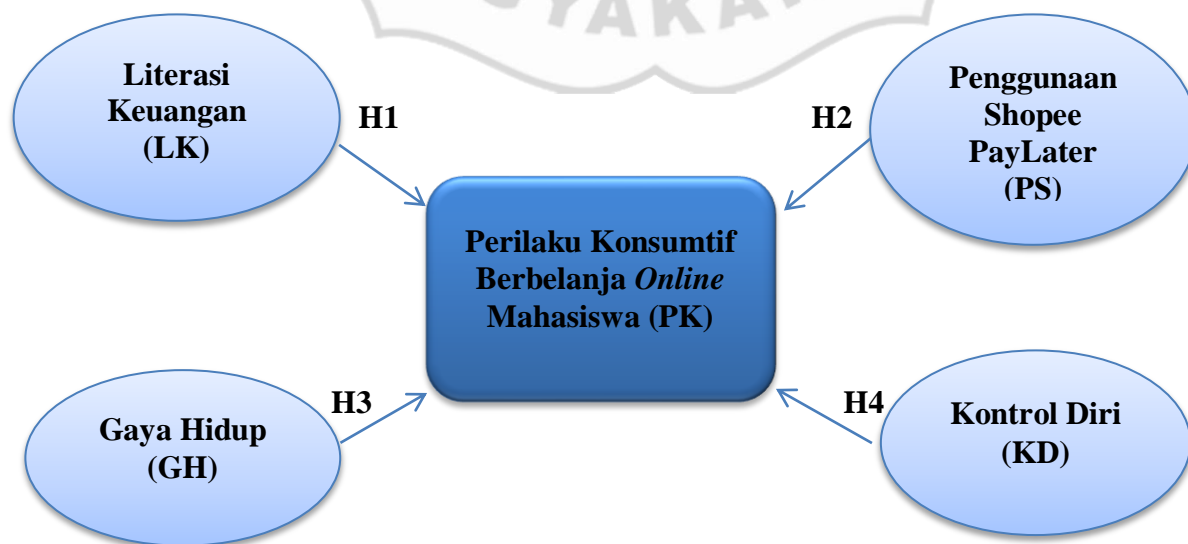 YAKA
Literasi
Keuangan
(LK)
H1
H2
Penggunaan
Shopee
PayLater
(PS)
Perilaku Konsumtif
Berbelanja Online
Mahasiswa (PK)
Gaya Hidup
(GH)
H3
H4
Kontrol Diri
(KD)